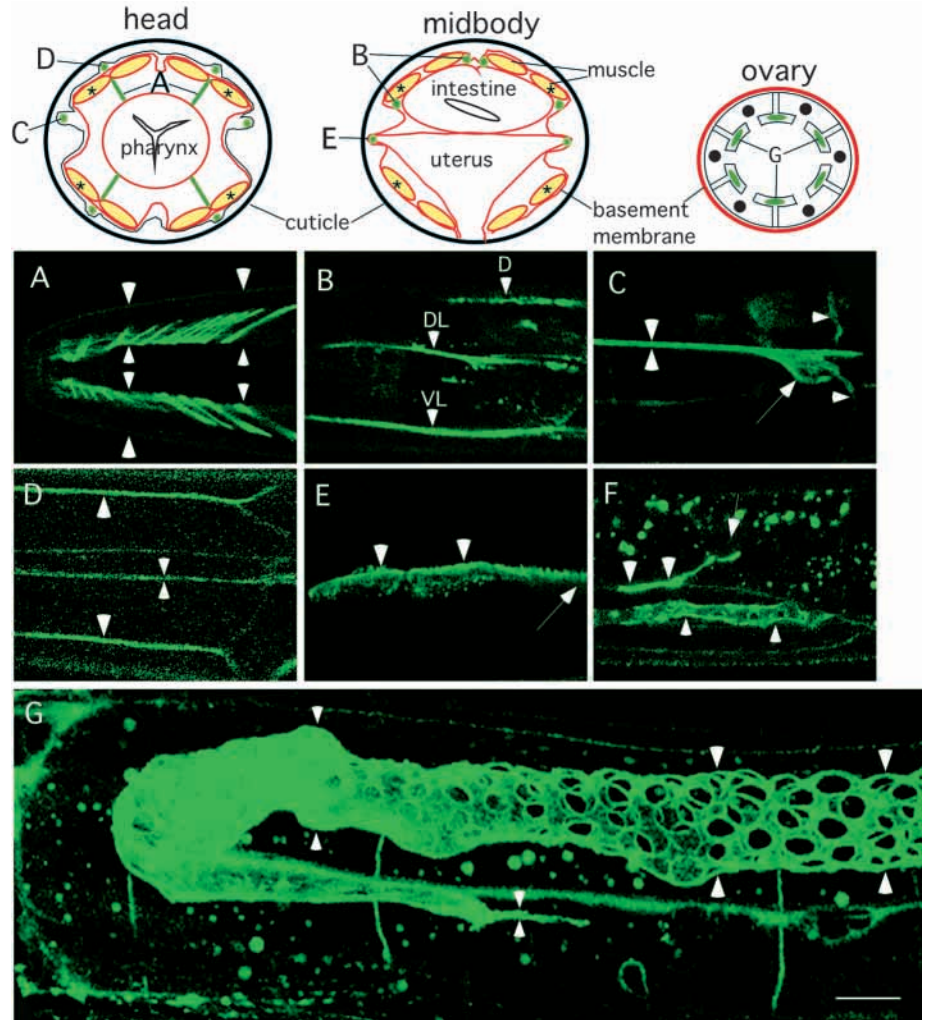 head
midbody
ovary
D
A
C
pharynx
* * * *
B
B
muscle
intestine
E
uterus
* * * *
cuticle
basement
membrane
G
A
B
D
DL
VL
C
D
E
F
G